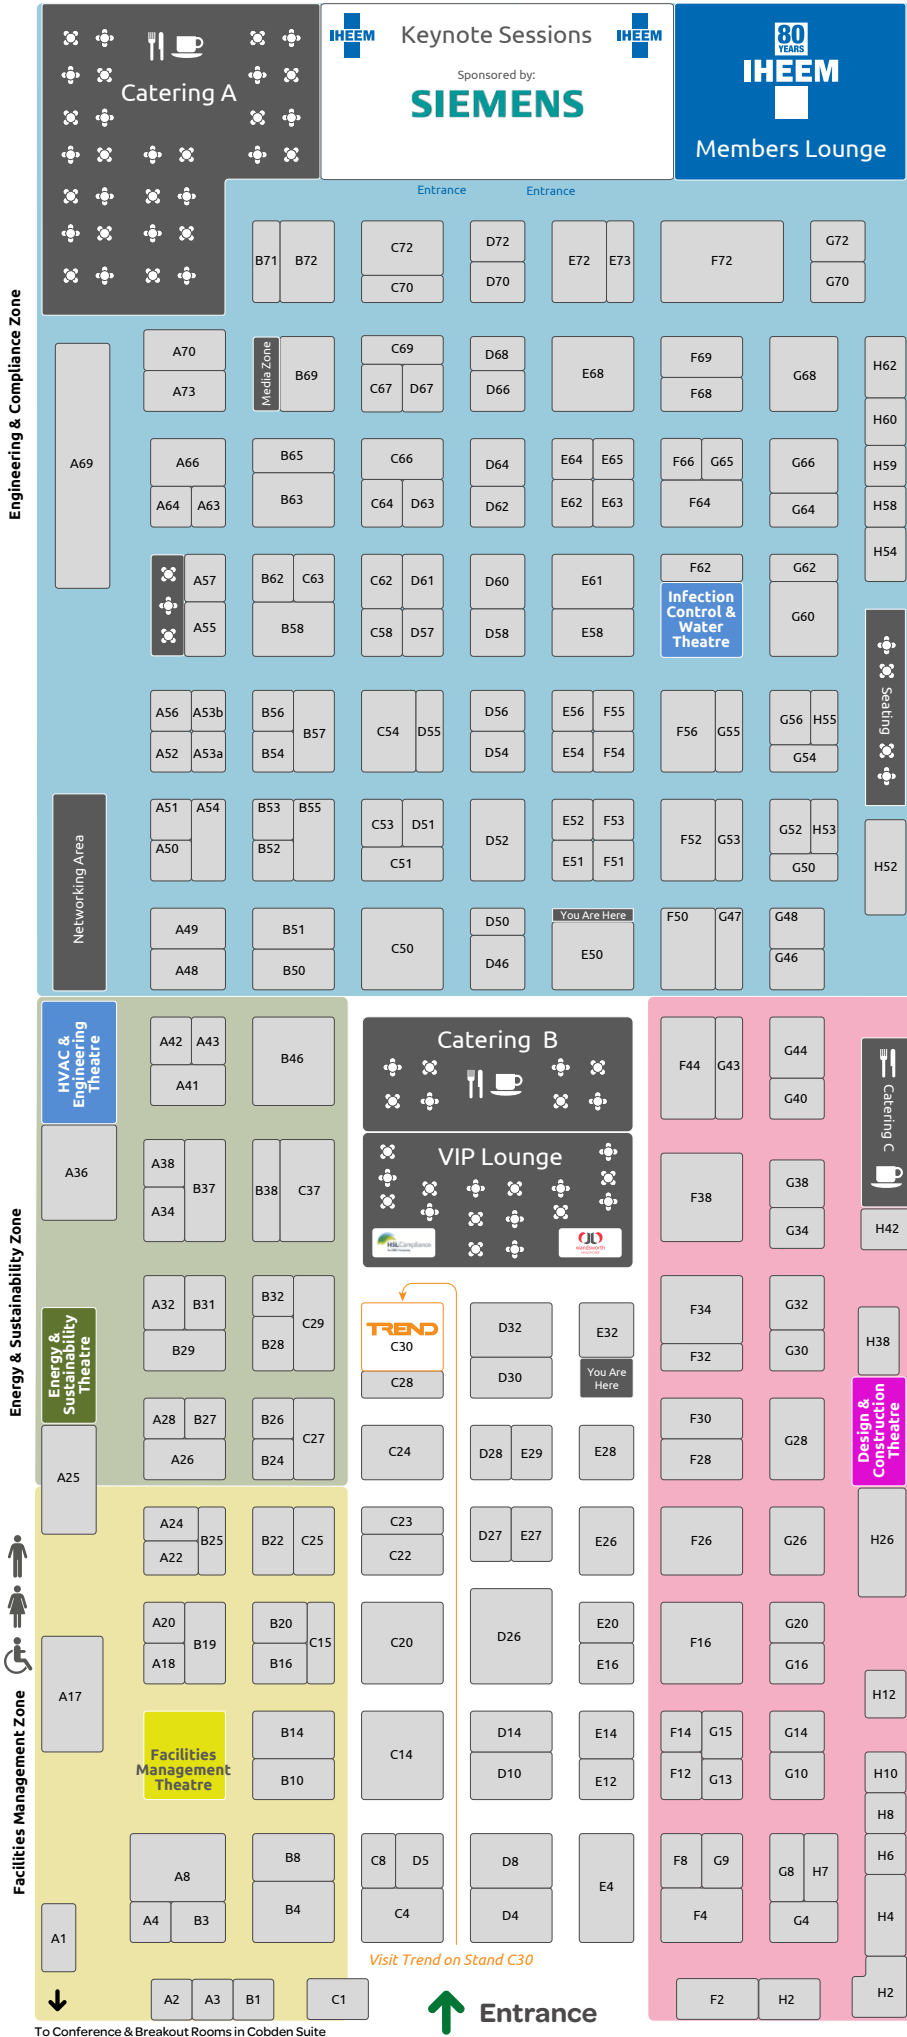 IHEEM
Keynote Sessions
IHEEM
Sponsored by:
SIEMENS
80
YEARS
IHEEM
Members Lounge
Catering A
Entrance
Entrance
Engineering & Compliance Zone
B71
B72
C72
C70
D72
D70
E72
E73
F72
G72
G70
A70
A73
Media Zone
B69
C69
C67
D67
D68
D66
E68
F69
F68
G68
H62
H60
A69
A66
A64
A63
B65
B63
C66
C64
D63
D64
D62
E64
E65
E62
E63
F66
G65
F64
G66
G64
H59
H58
H54
A57
A55
B62
C63
B58
C62
D61
C58
D57
D60
D58
E61
E58
F62
Infection
Control &
Water
Theatre
G62
G60
Seating
A56
A53b
A52
A53a
B56
B57
B54
C54
D55
D56
D54
E56
F55
E54
F54
F56
G55
G56
H55
G54
Networking Area
A51
A54
A50
B53
B55
B52
C53
D51
C51
D52
E52
F53
E51
F51
F52
G53
G52
H53
G50
H52
A49
A48
B51
B50
C50
D50
D46
You Are Here
E50
F50
G47
G48
G46
HVAC &
Engineering
Theatre
A42
A43
A41
B46
Catering B
F44
G43
G44
G40
Catering C
Energy & Sustainability Zone
A36
A38
A34
B37
B38
C37
VIP Lounge
HSLCompliance
wandsworth
F38
G38
G34
H42
A32
B31
B29
B32
B28
C29
TREND
C30
C28
D32
D30
E32
You Are
Here
F34
F32
G32
G30
H38
Energy &
Sustainability
Theatre
A28
B27
A26
B26
B24
C27
C24
D28
E29
E28
F30
F28
G28
Design &
Construction
Theatre
A25
A24
A22
B25
B22
C25
C23
C22
D27
E27
E26
F26
G26
H26
Facilities Management Zone
A17
A20
A18
B19
B20
B16
C15
C20
D26
E20
E16
F16
G20
G16
H12
Facilities
Management
Theatre
B14
B10
C14
D14
D10
E14
E12
F14
G15
F12
G13
G14
G10
H10
H8
A8
A4
B3
B8
B4
C8
D5
C4
D8
D4
E4
F8
G9
F4
G8
H7
G4
H6
H4
A1
Visit Trend on Stand C30
A2
A3
B1
C1
Entrance
F2
H2
H2
To Conference & Breakout Rooms in Cobden Suite